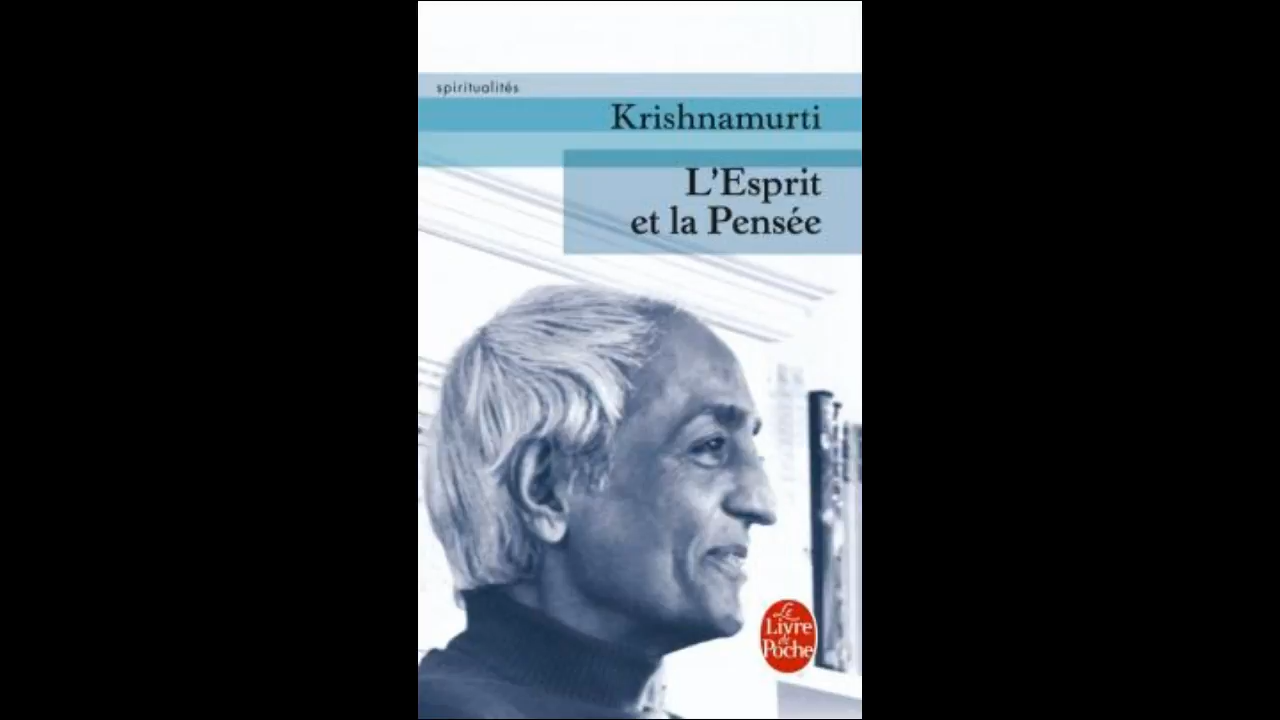 spiritualités
Krishnamurti
L'Esprit
et la Pensée
Le
Livre
de
Poche